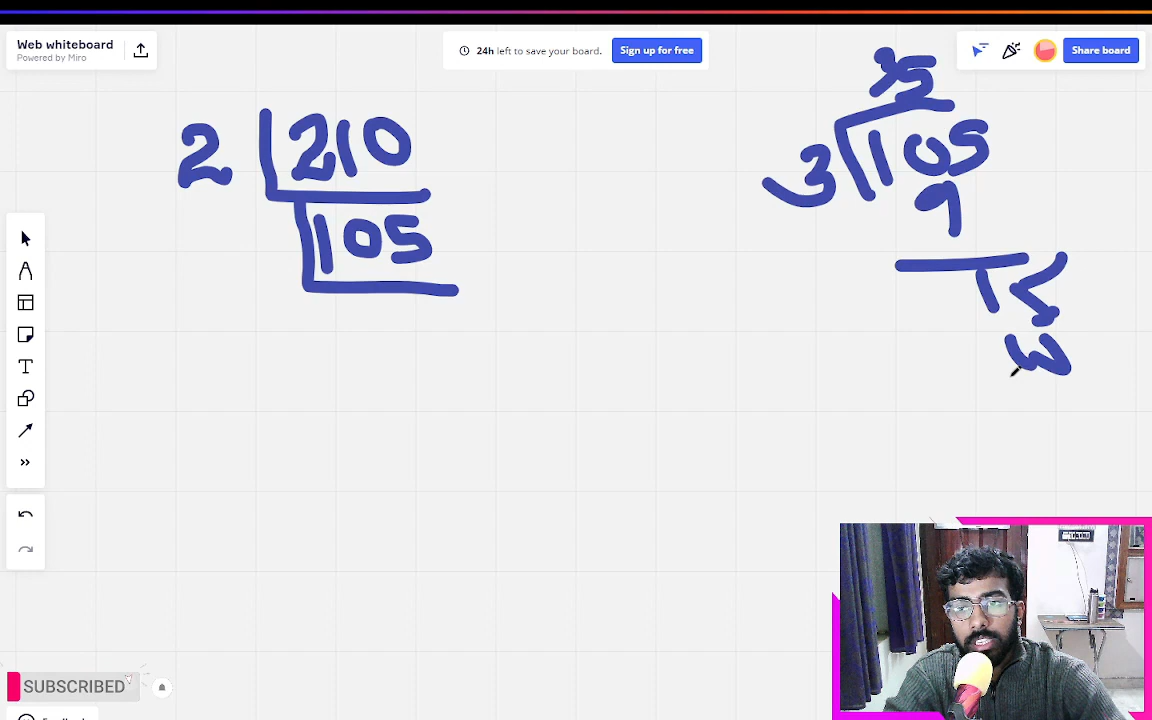 Web whiteboard
Powered by Miro
24h left to save your board.
Sign up for free
Share board
2 210
105
35
3 105
9
15
T
SUBSCRIBED